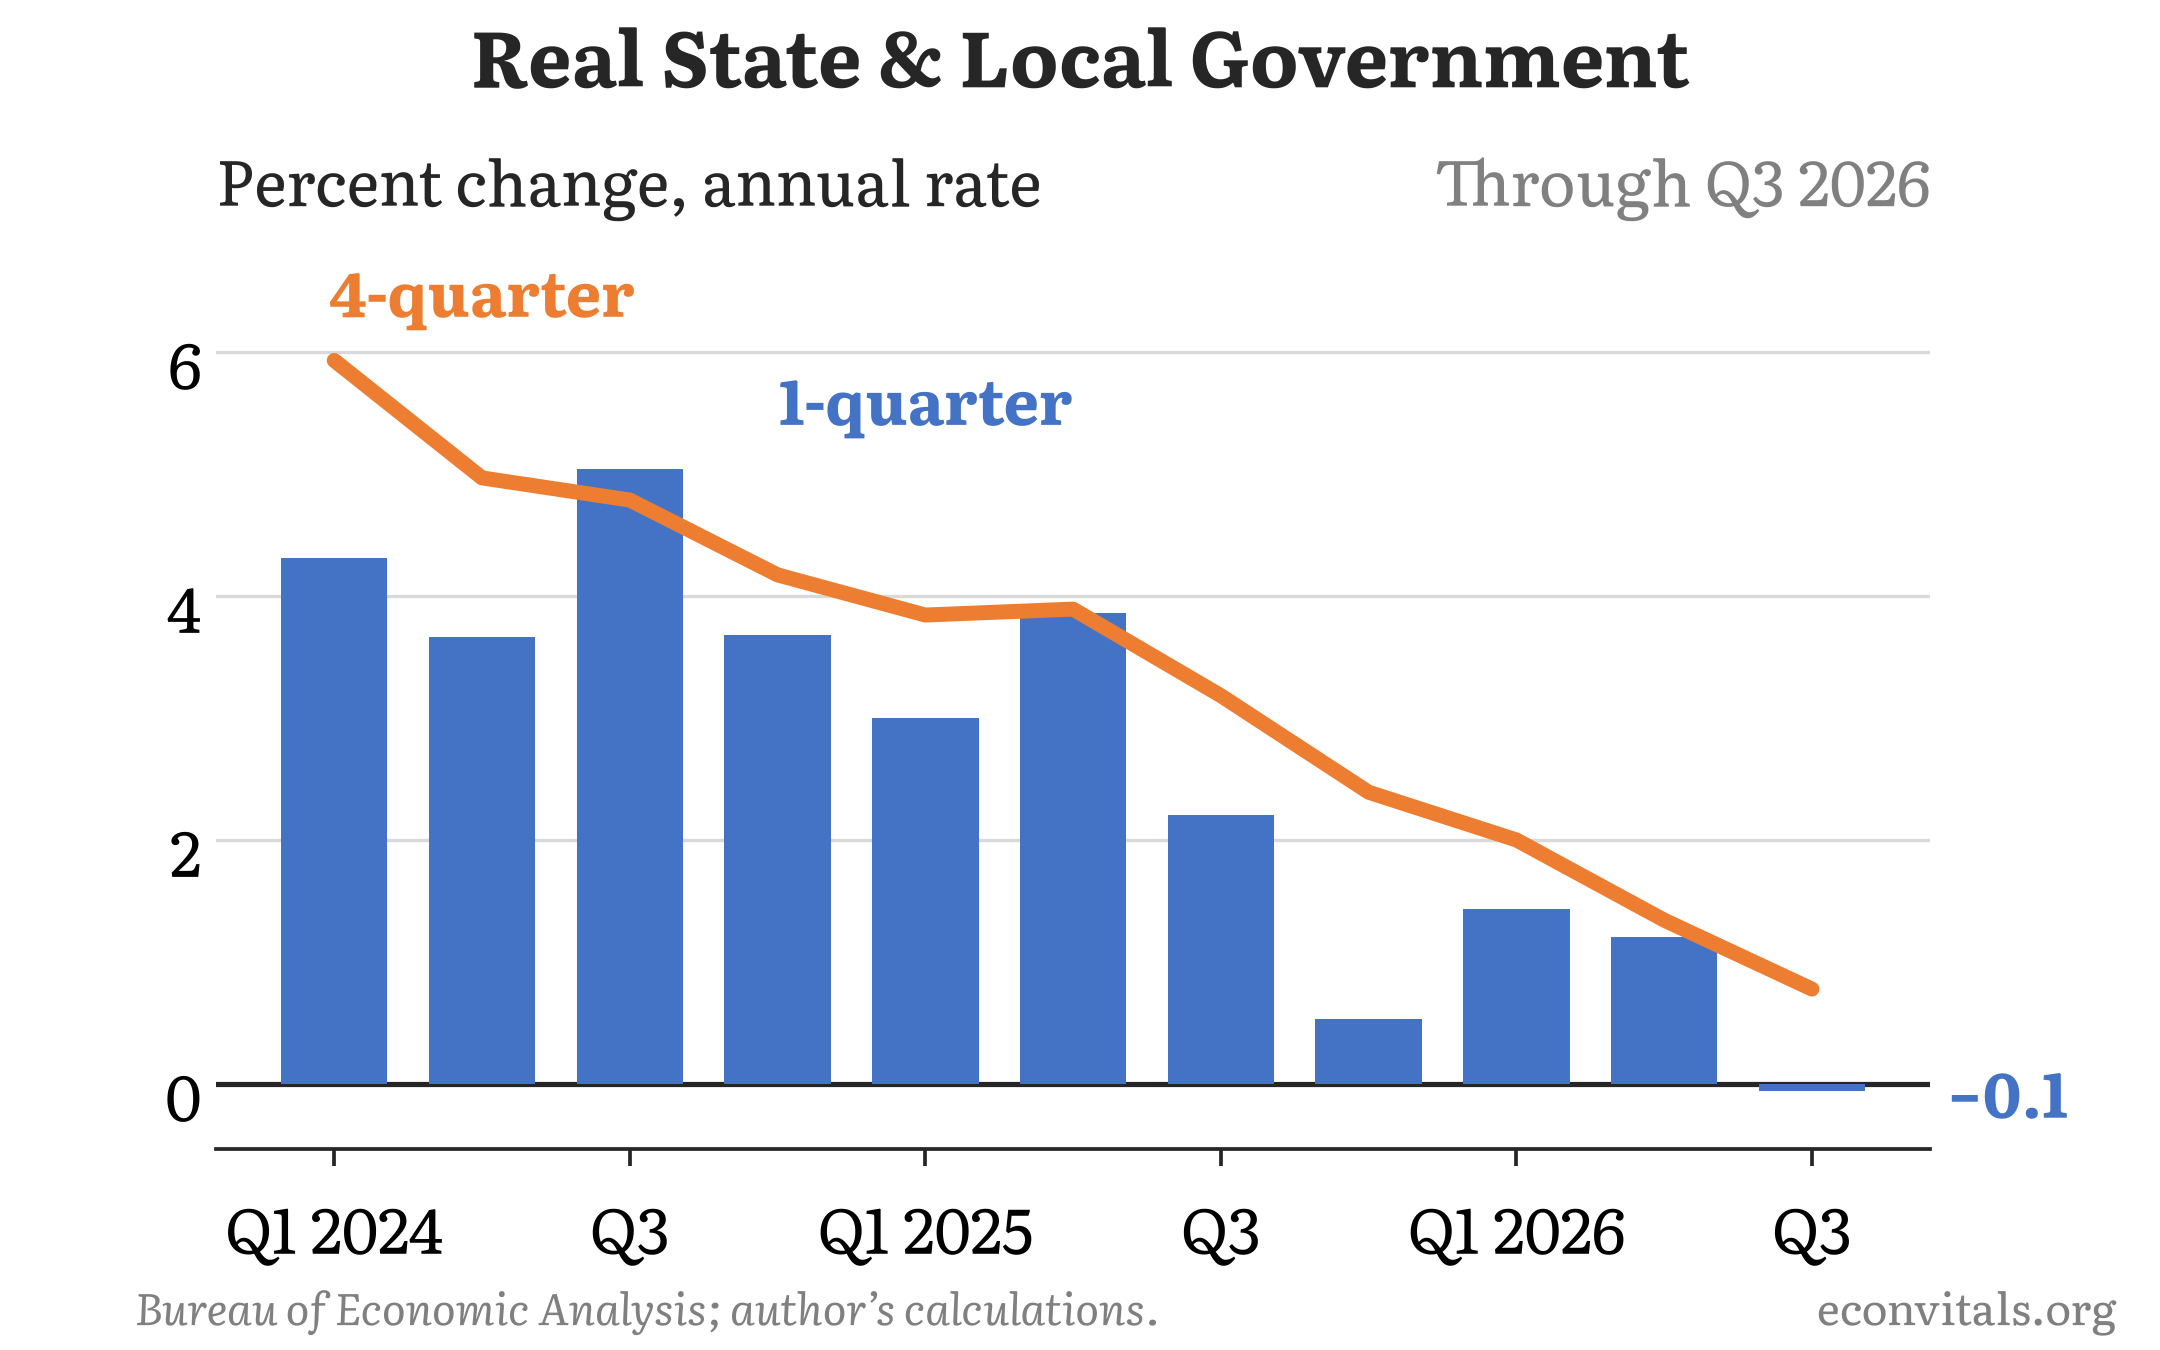 Real State & Local Government
Percent change, annual rate
Through Q3 2026
4-quarter
1-quarter
6
4
2
0
−0.1
Q1 2024
Q3
Q1 2025
Q3
Q1 2026
Q3
Bureau of Economic Analysis; author’s calculations.
econvitals.org